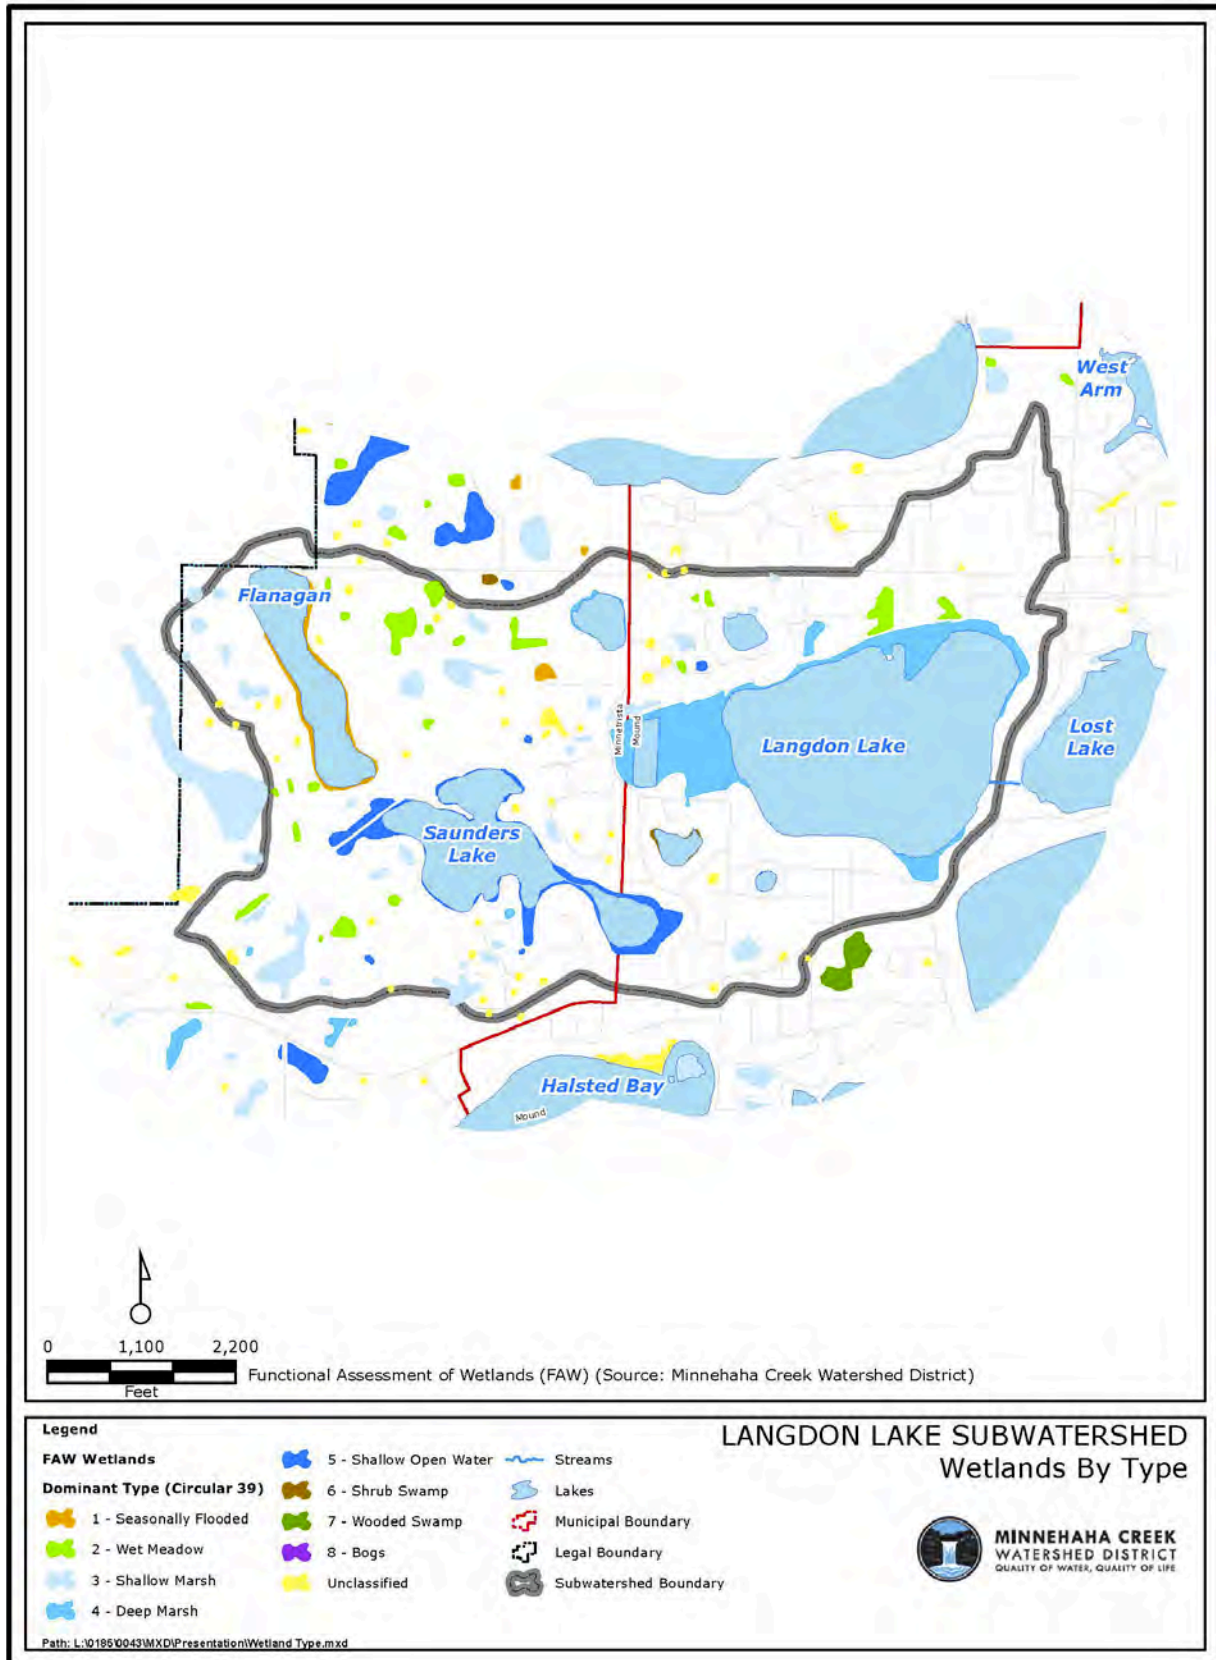 West
Arm
Flanagan
Minnetrista
Mound
Langdon Lake
Lost
Lake
Saunders
Lake
Halsted Bay
Mound
0 1,100 2,200
Feet
Functional Assessment of Wetlands (FAW) (Source: Minnehaha Creek Watershed District)
Legend
FAW Wetlands
Dominant Type (Circular 39)
1 - Seasonally Flooded
2 - Wet Meadow
3 - Shallow Marsh
4 - Deep Marsh
5 - Shallow Open Water
6 - Shrub Swamp
7 - Wooded Swamp
8 - Bogs
Unclassified
Streams
Lakes
Municipal Boundary
Legal Boundary
Subwatershed Boundary
LANGDON LAKE SUBWATERSHED
Wetlands By Type
MINNEHAHA CREEK
WATERSHED DISTRICT
QUALITY OF WATER, QUALITY OF LIFE
Path: L:\0186\0043\MXD\Presentation\Wetland Type.mxd